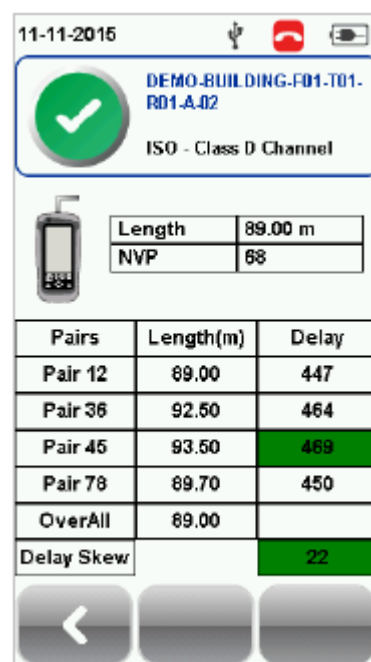 11-11-2015
DEMO-BUILDING-F01-T01-
R01-A-02
ISO - Class D Channel
Length 89.00 m
NVP 68
Pairs Length(m) Delay
Pair 12 89.00 447
Pair 36 92.50 464
Pair 45 93.50 469
Pair 78 89.70 450
OverAll 89.00
Delay Skew 22